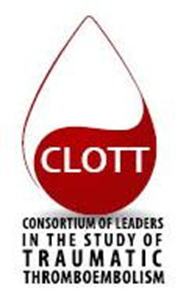 CLOTT
CONSORTIUM OF LEADERS
IN THE STUDY OF
TRAUMATIC
THROMBOEMBOLISM